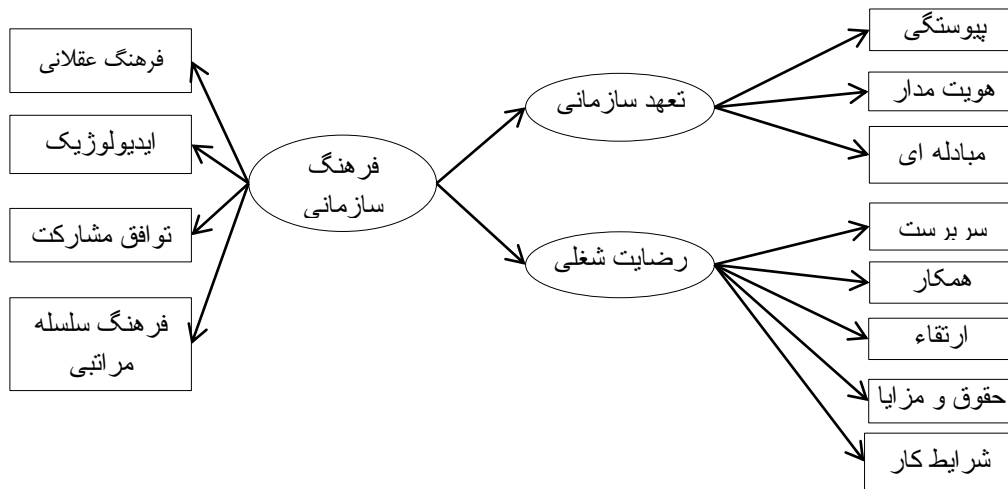 پیوستگی
فرهنگ عقلانی
هویت مدار
تعهد سازمانی
ایدیولوژیک
مبادله ای
فرهنگ
سازمانی
سرپرست
توافق مشارکت
رضایت شغلی
همکار
فرهنگ سلسله
مراتبی
ارتقاء
حقوق و مزایا
شرایط کار